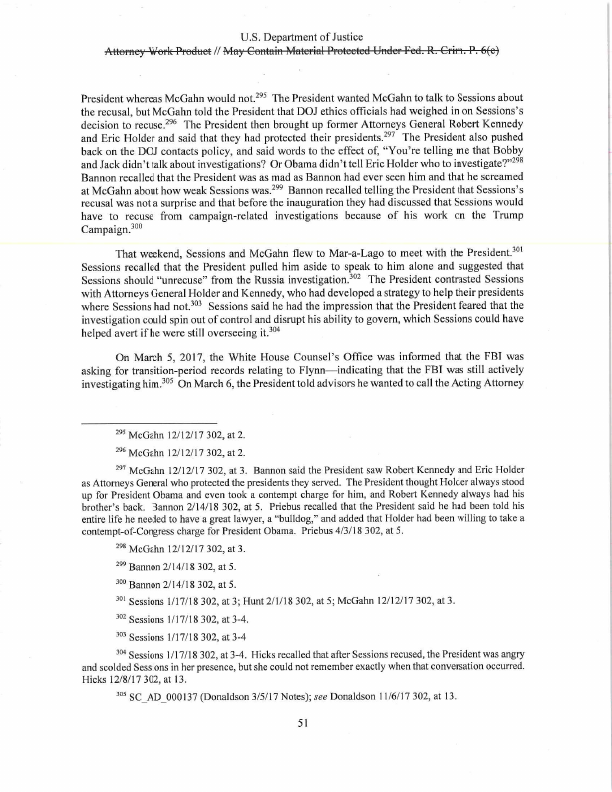 U.S. Department of Justice
Attorney Work Product // May Contain Material Protected Under Fed. R. Crim. P. 6(e)
President whereas McGahn would not.295 The President wanted McGahn to talk to Sessions about
the recusal, but McGahn told the President that DOJ ethics officials had weighed in on Sessions's
decision to recuse.296 The President then brought up former Attorneys General Robert Kennedy
and Eric Holder and said that they had protected their presidents.297 The President also pushed
back on the DOJ contacts policy, and said words to the effect of, "You're telling me that Bobby
and Jack didn't talk about investigations? Or Obama didn't tell Eric Holder who to investigate?"298
Bannon recalled that the President was as mad as Bannon had ever seen him and that he screamed
at McGahn about how weak Sessions was.299 Bannon recalled telling the President that Sessions's
recusal was not a surprise and that before the inauguration they had discussed that Sessions would
have to recuse from campaign-related investigations because of his work on the Trump
Campaign.300
That weekend, Sessions and McGahn flew to Mar-a-Lago to meet with the President.301
Sessions recalled that the President pulled him aside to speak to him alone and suggested that
Sessions should "unrecuse" from the Russia investigation.302 The President contrasted Sessions
with Attorneys General Holder and Kennedy, who had developed a strategy to help their presidents
where Sessions had not.303 Sessions said he had the impression that the President feared that the
investigation could spin out of control and disrupt his ability to govern, which Sessions could have
helped avert if he were still overseeing it.304
On March 5, 2017, the White House Counsel's Office was informed that the FBI was
asking for transition-period records relating to Flynn—indicating that the FBI was still actively
investigating him.305 On March 6, the President told advisors he wanted to call the Acting Attorney
295 McGahn 12/12/17 302, at 2.
296 McGahn 12/12/17 302, at 2.
297 McGahn 12/12/17 302, at 3. Bannon said the President saw Robert Kennedy and Eric Holder
as Attorneys General who protected the presidents they served. The President thought Holder always stood
up for President Obama and even took a contempt charge for him, and Robert Kennedy always had his
brother's back. Bannon 2/14/18 302, at 5. Priebus recalled that the President said he had been told his
entire life he needed to have a great lawyer, a "bulldog," and added that Holder had been willing to take a
contempt-of-Congress charge for President Obama. Priebus 4/3/18 302, at 5.
298 McGahn 12/12/17 302, at 3.
299 Bannon 2/14/18 302, at 5.
300 Bannon 2/14/18 302, at 5.
301 Sessions 1/17/18 302, at 3; Hunt 2/1/18 302, at 5; McGahn 12/12/17 302, at 3.
302 Sessions 1/17/18 302, at 3-4.
303 Sessions 1/17/18 302, at 3-4
304 Sessions 1/17/18 302, at 3-4. Hicks recalled that after Sessions recused, the President was angry
and scolded Sessions in her presence, but she could not remember exactly when that conversation occurred.
Hicks 12/8/17 302, at 13.
305 SC_AD_000137 (Donaldson 3/5/17 Notes); see Donaldson 11/6/17 302, at 13.
51